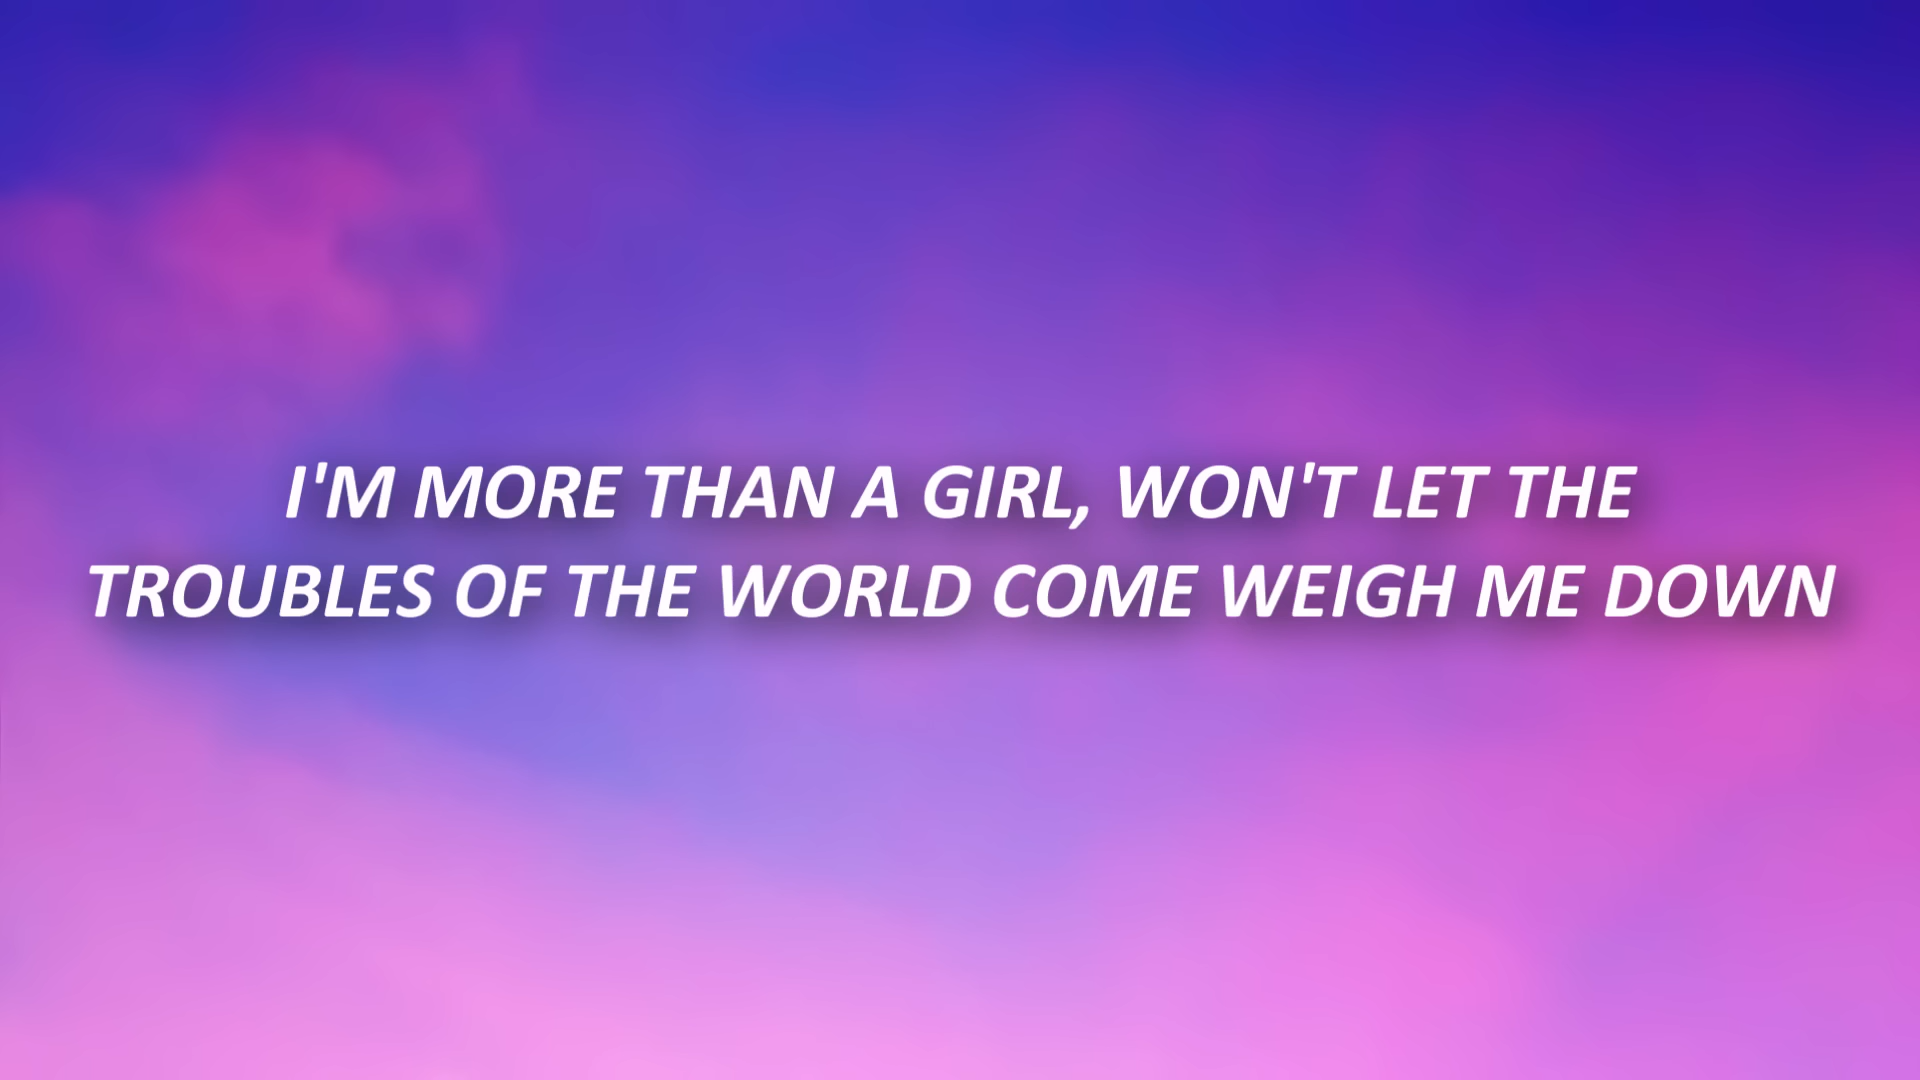 I'M MORE THAN A GIRL, WON'T LET THE
TROUBLES OF THE WORLD COME WEIGH ME DOWN